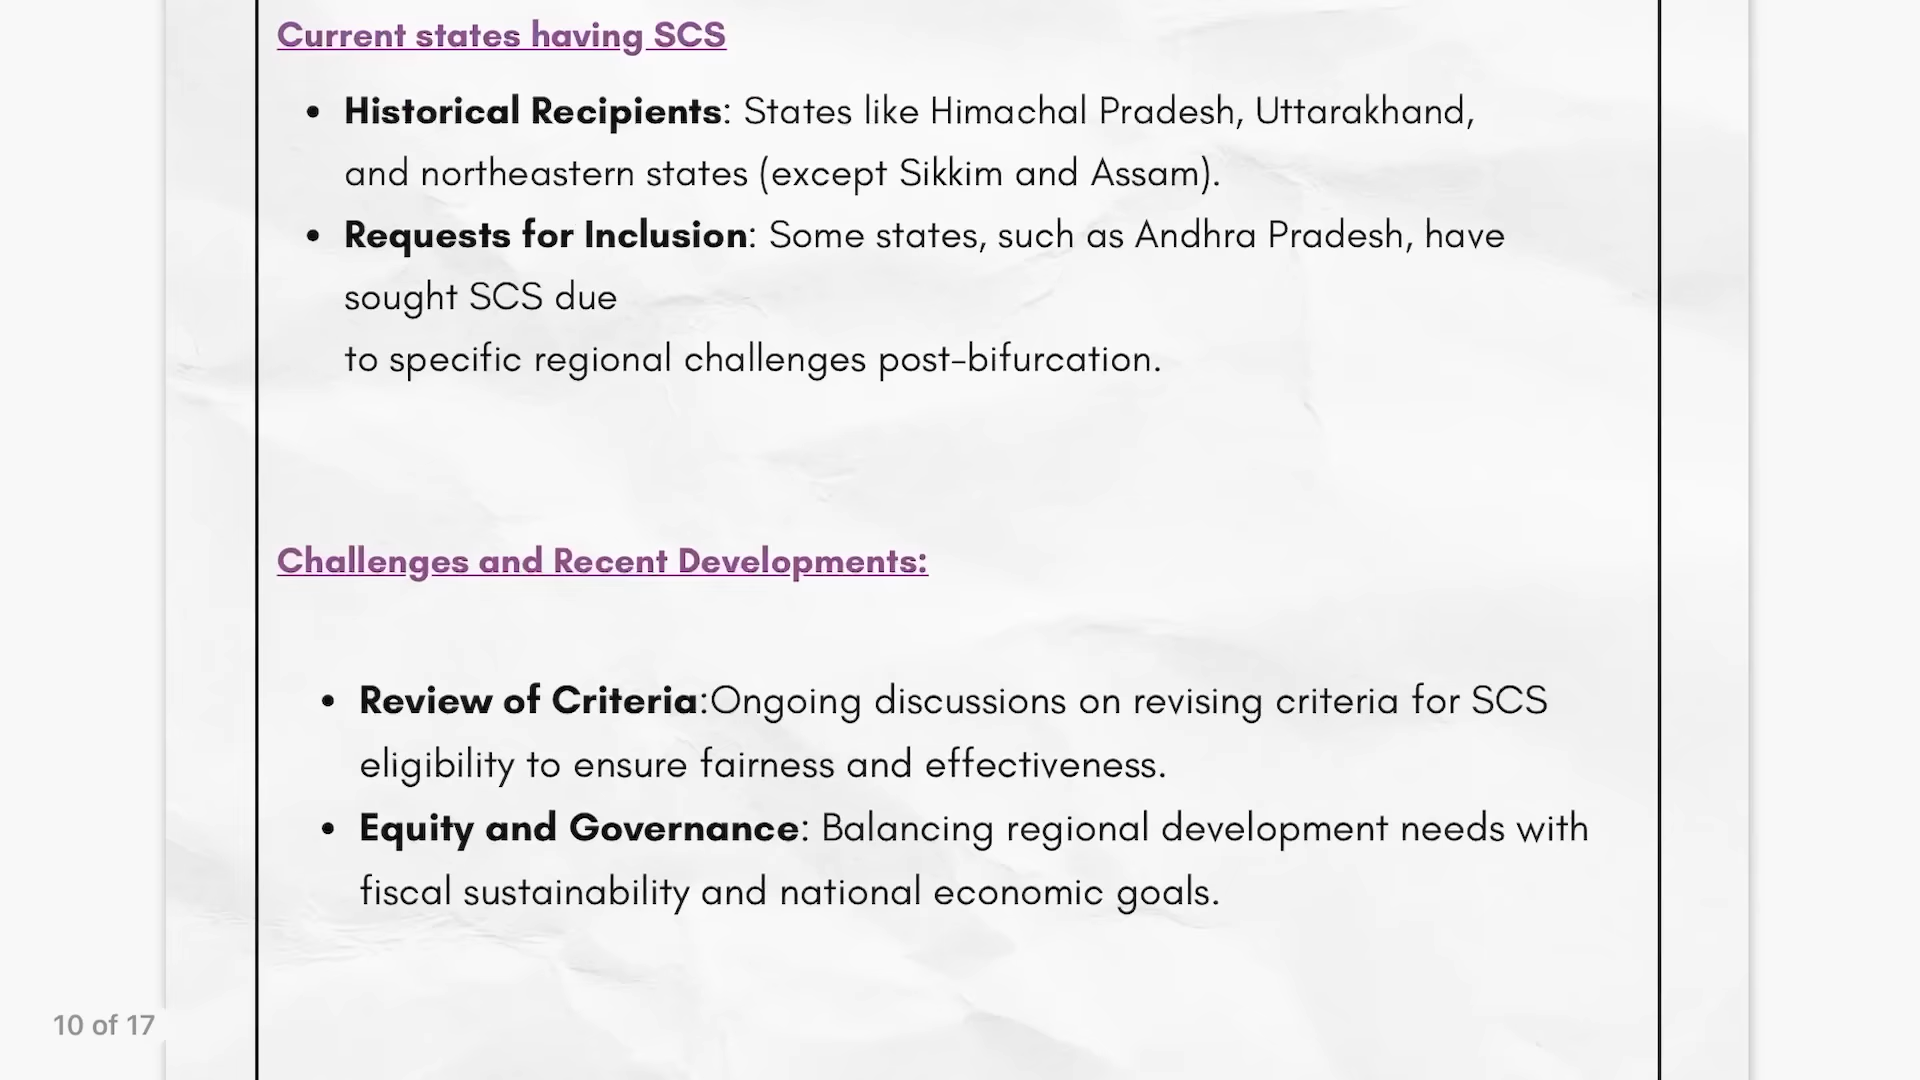 Current states having SCS
• Historical Recipients: States like Himachal Pradesh, Uttarakhand,
and northeastern states (except Sikkim and Assam).
• Requests for Inclusion: Some states, such as Andhra Pradesh, have
sought SCS due
to specific regional challenges post-bifurcation.
Challenges and Recent Developments:
• Review of Criteria:Ongoing discussions on revising criteria for SCS
eligibility to ensure fairness and effectiveness.
• Equity and Governance: Balancing regional development needs with
fiscal sustainability and national economic goals.
10 of 17